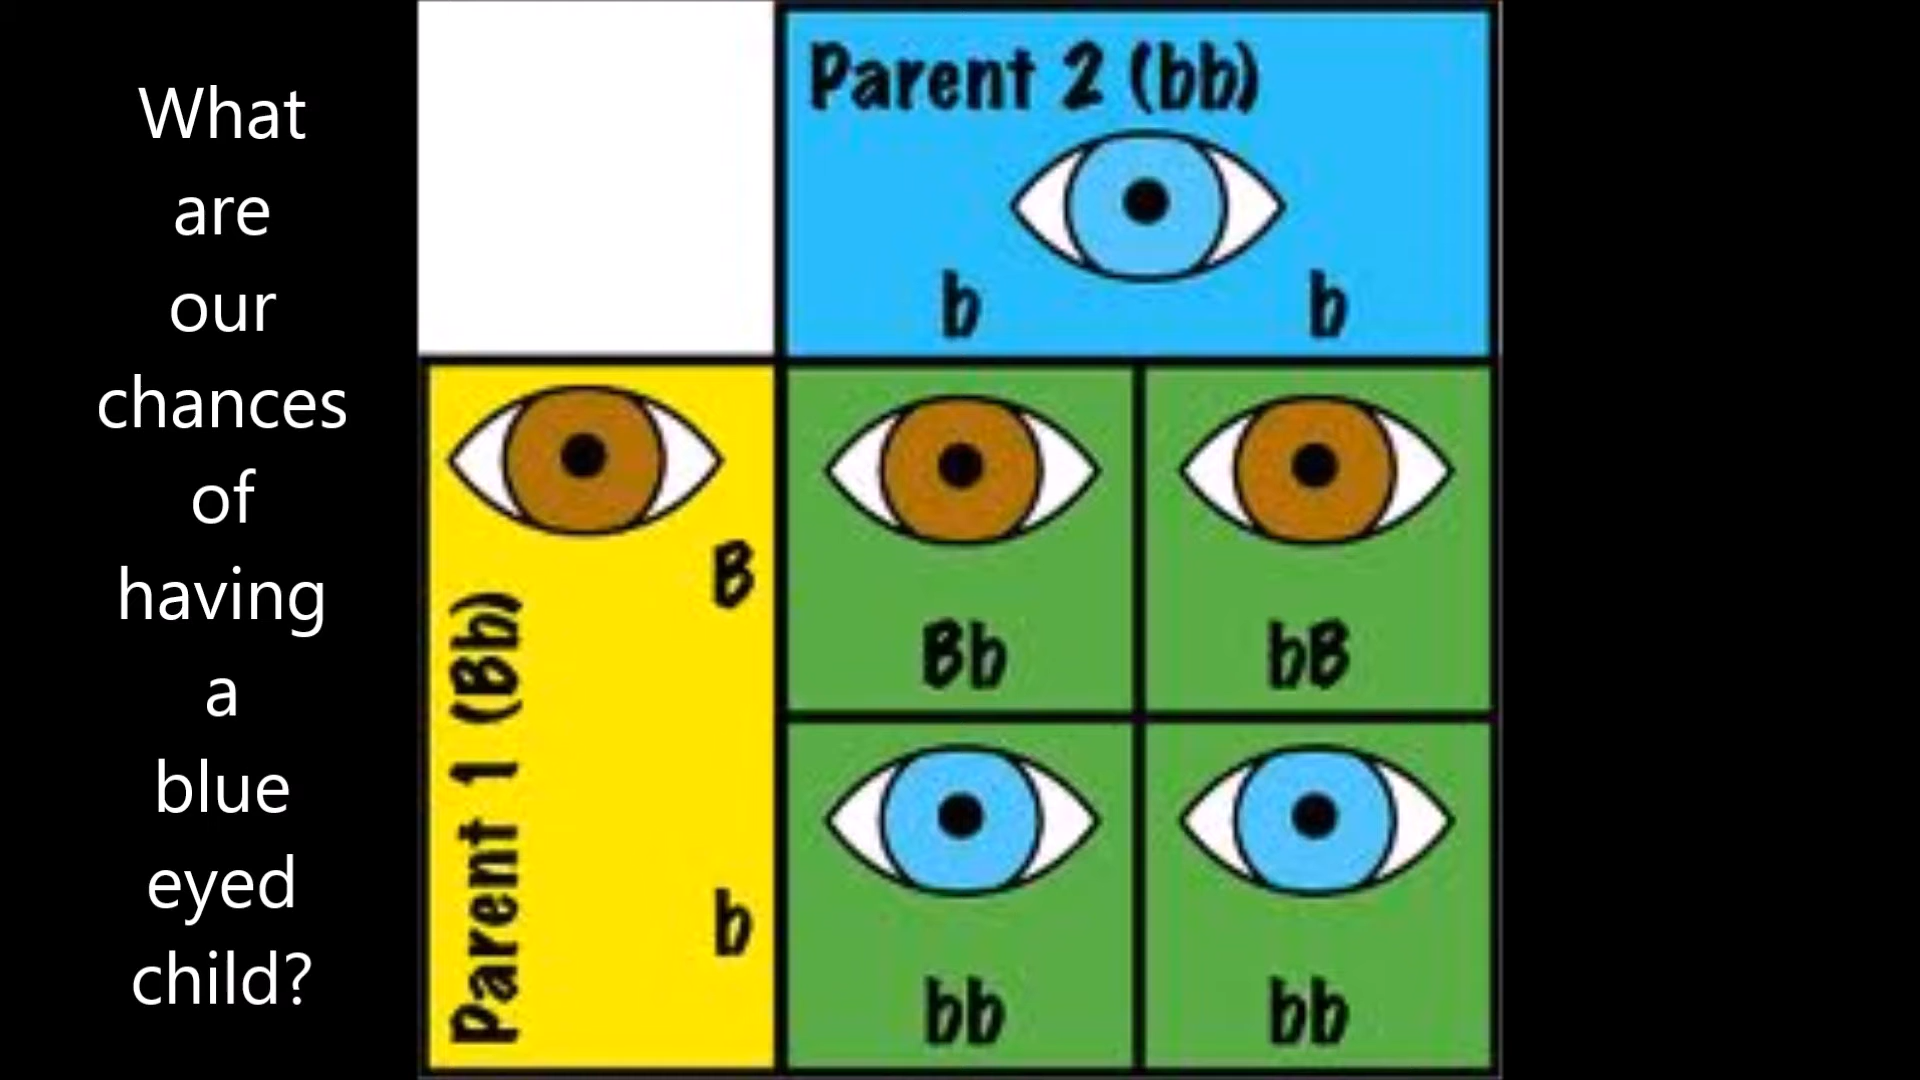 What
are
our
chances
of
having
a
blue
eyed
child?
Parent 2 (bb)
b b
Parent 1 (Bb)
B
b
Bb bB
bb bb